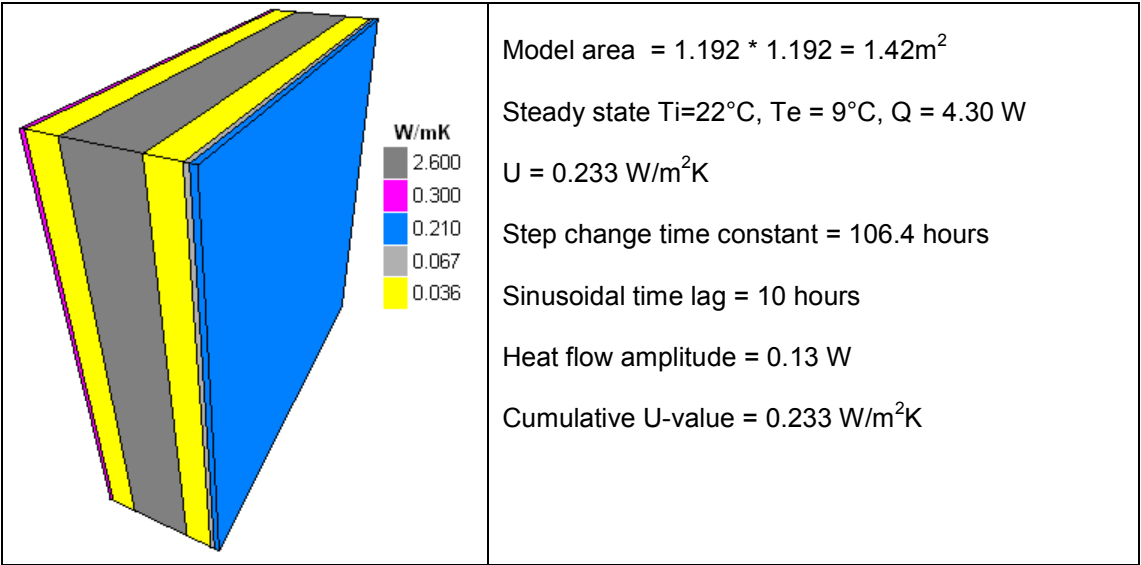 W/mK
2.600
0.300
0.210
0.067
0.036
Model area = 1.192 * 1.192 = 1.42m²
Steady state Ti=22°C, Te = 9°C, Q = 4.30 W
U = 0.233 W/m²K
Step change time constant = 106.4 hours
Sinusoidal time lag = 10 hours
Heat flow amplitude = 0.13 W
Cumulative U-value = 0.233 W/m²K